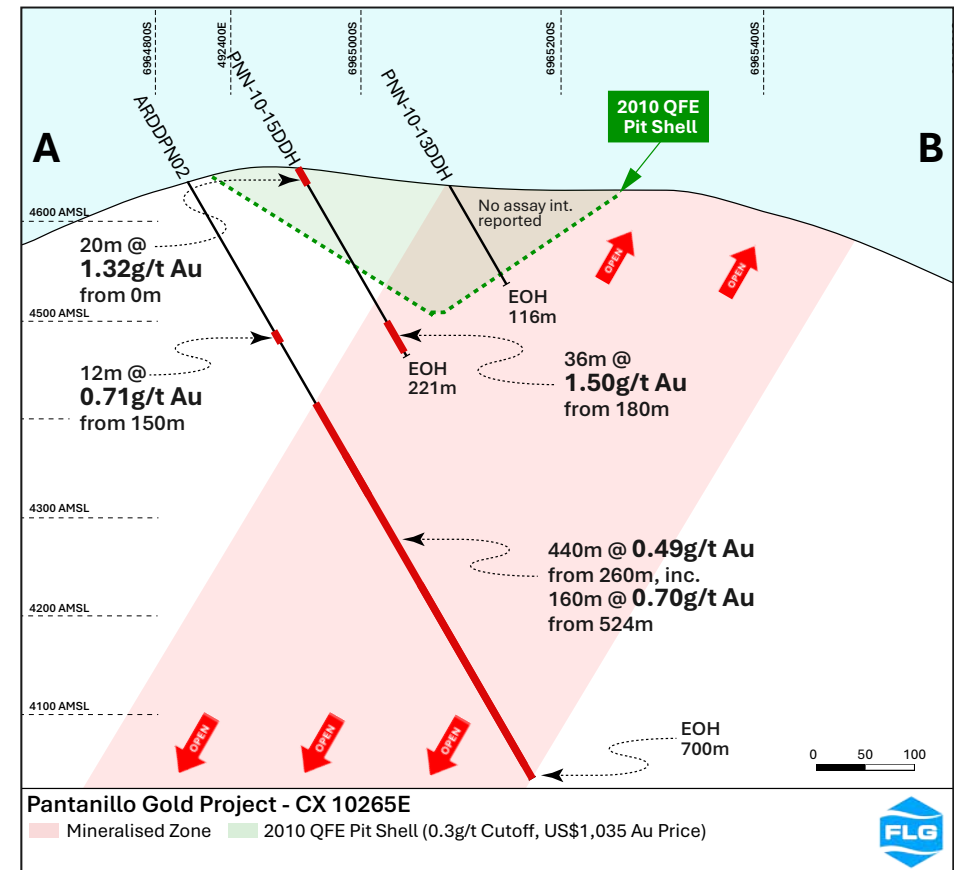 6964800S
492400E
6965000S
6965200S
6965400S
ARDDPN02
PNN-10-15DDH
PNN-10-13DDH
2010 QFE
Pit Shell
A
B
No assay int.
reported
4600 AMSL
20m @
1.32g/t Au
from 0m
OPEN
OPEN
EOH
116m
4500 AMSL
EOH
221m
36m @
1.50g/t Au
from 180m
12m @
0.71g/t Au
from 150m
4300 AMSL
440m @ 0.49g/t Au
from 260m, inc.
160m @ 0.70g/t Au
from 524m
4200 AMSL
4100 AMSL
OPEN
OPEN
OPEN
EOH
700m
0 50 100
Pantanillo Gold Project - CX 10265E
Mineralised Zone
2010 QFE Pit Shell (0.3g/t Cutoff, US$1,035 Au Price)
FLG